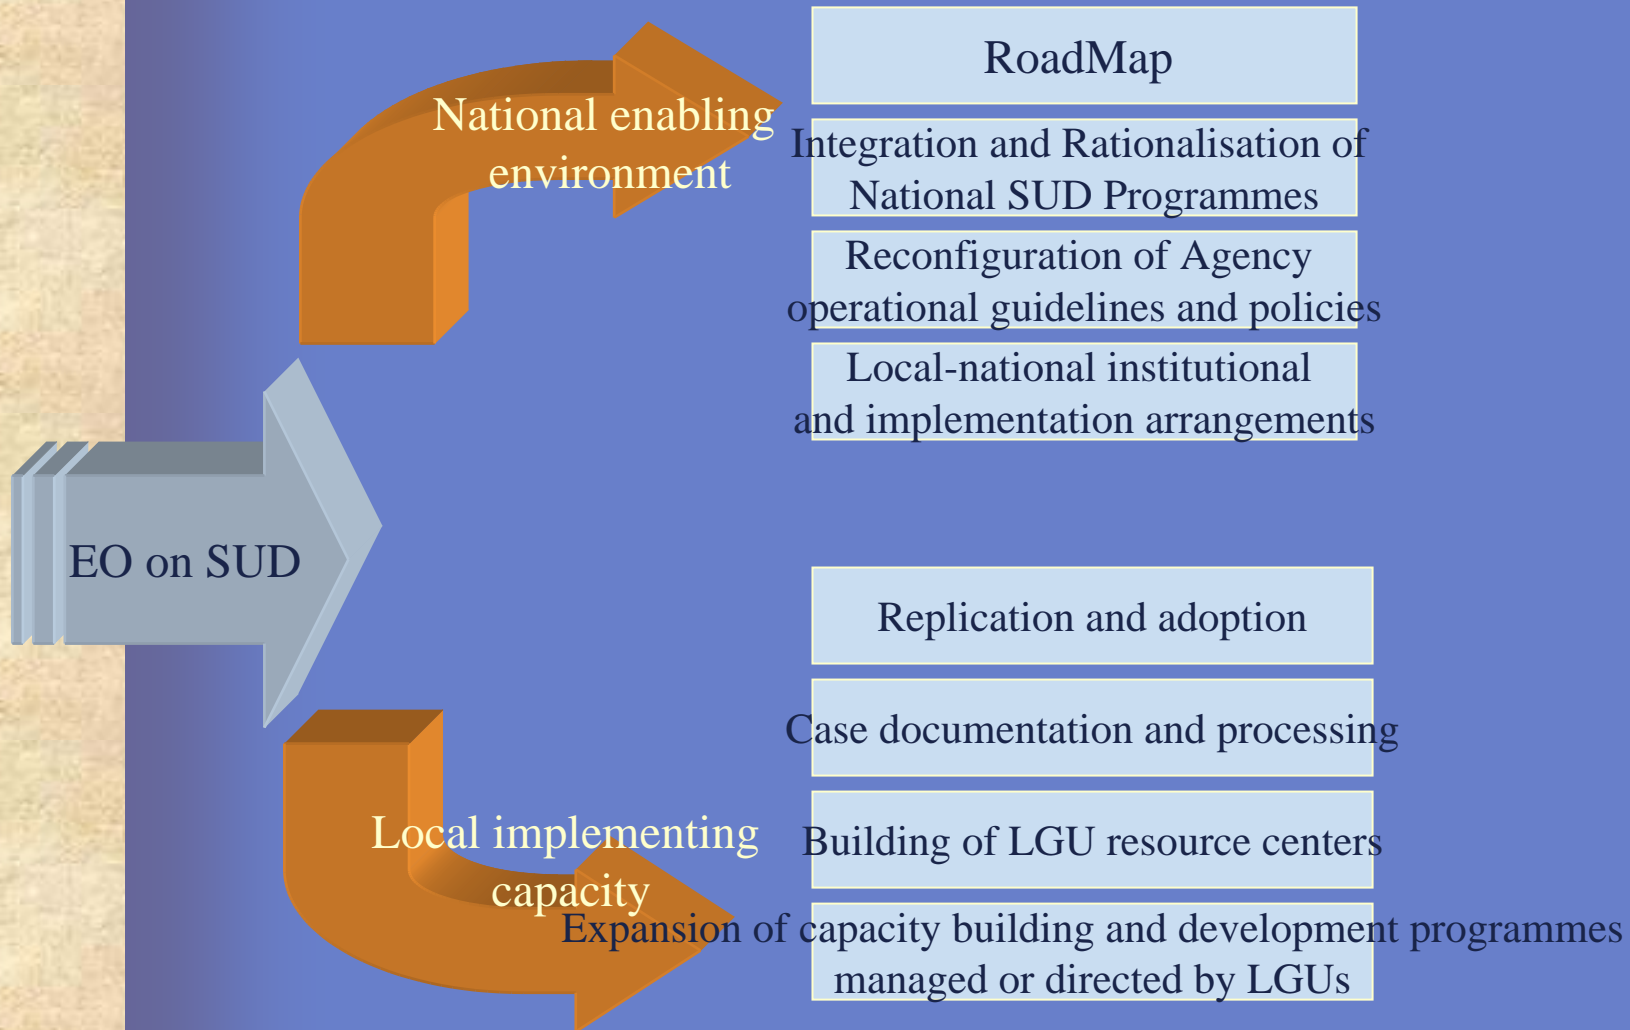 National enabling
environment
RoadMap
Integration and Rationalisation of
National SUD Programmes
Reconfiguration of Agency
operational guidelines and policies
Local-national institutional
and implementation arrangements
EO on SUD
Local implementing
capacity
Replication and adoption
Case documentation and processing
Building of LGU resource centers
Expansion of capacity building and development programmes
managed or directed by LGUs